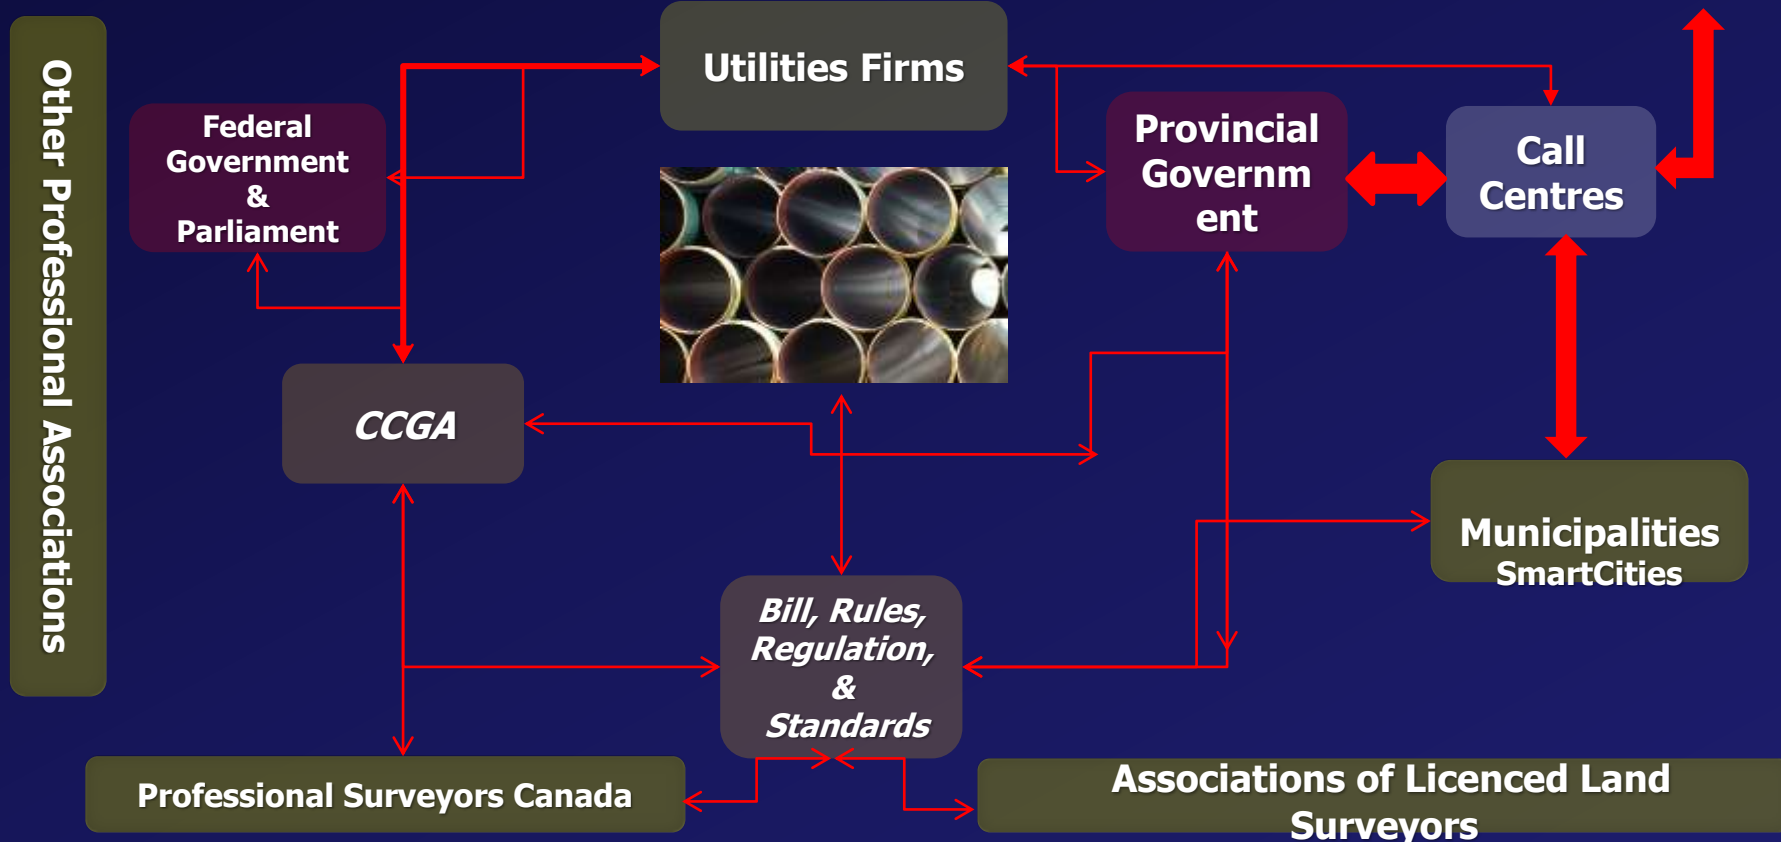 Other Professional Associations
Utilities Firms
Federal
Government
&
Parliament
Provincial
Governm
ent
Call
Centres
CCGA
Municipalities
SmartCities
Bill, Rules,
Regulation,
&
Standards
Professional Surveyors Canada
Associations of Licenced Land
Surveyors